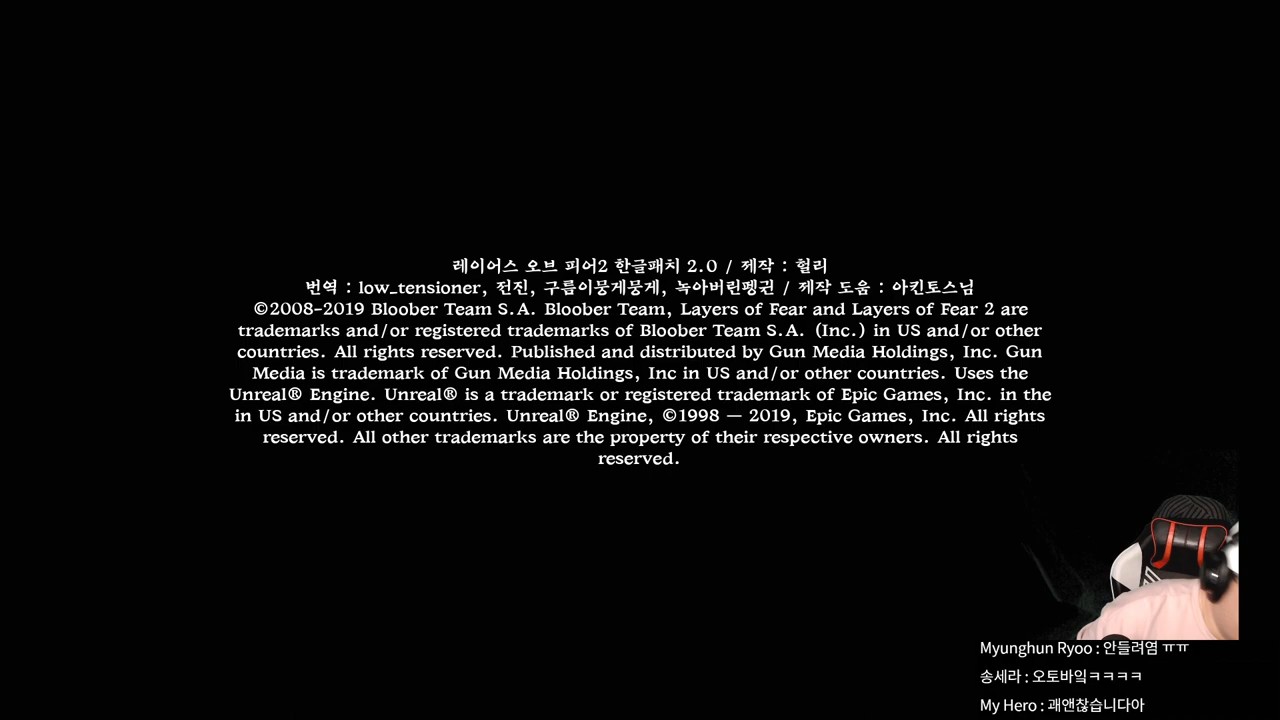 레이어스 오브 피어2 한글패치 2.0 / 제작 : 헐리
번역 : low_tensioner, 전진, 구름이뭉게뭉게, 녹아버린펭귄 / 제작 도움 : 아킨토스님
©2008-2019 Bloober Team S.A. Bloober Team, Layers of Fear and Layers of Fear 2 are
trademarks and/or registered trademarks of Bloober Team S.A. (Inc.) in US and/or other
countries. All rights reserved. Published and distributed by Gun Media Holdings, Inc. Gun
Media is trademark of Gun Media Holdings, Inc in US and/or other countries. Uses the
Unreal® Engine. Unreal® is a trademark or registered trademark of Epic Games, Inc. in the
in US and/or other countries. Unreal® Engine, ©1998 — 2019, Epic Games, Inc. All rights
reserved. All other trademarks are the property of their respective owners. All rights
reserved.
Myunghun Ryoo : 안들려염 ㅠㅠ
송세라 : 오토바잌ㅋㅋㅋㅋ
My Hero : 괘앤찮습니다아